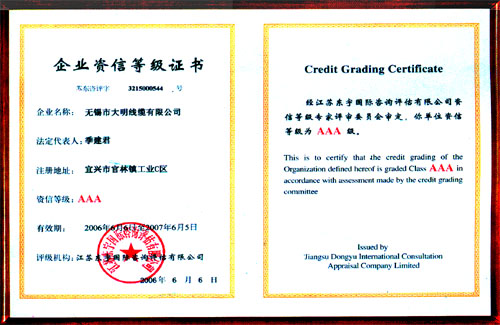 企业资信等级证书
苏东咨评字 3215000544 号
企业名称：无锡市大明线缆有限公司
法定代表人：季建君
注册地址：宜兴市官林镇工业C区
资信等级：AAA
有效期：2006年6月6日至2007年6月5日
评级机构：江苏东宇国际咨询评估有限公司
2006年6月6日
Credit Grading Certificate
经江苏东宇国际咨询评估有限公司资
信等级专家评审委员会审定，你单位资信
等级为 AAA 级。
This is to certify that the credit grading of the
Organization defined hereof is graded Class AAA in
accordance with assessment made by the credit grading
committee
Issued by
Tiangsu Dongyu International Consultation
Appraisal Company Limited